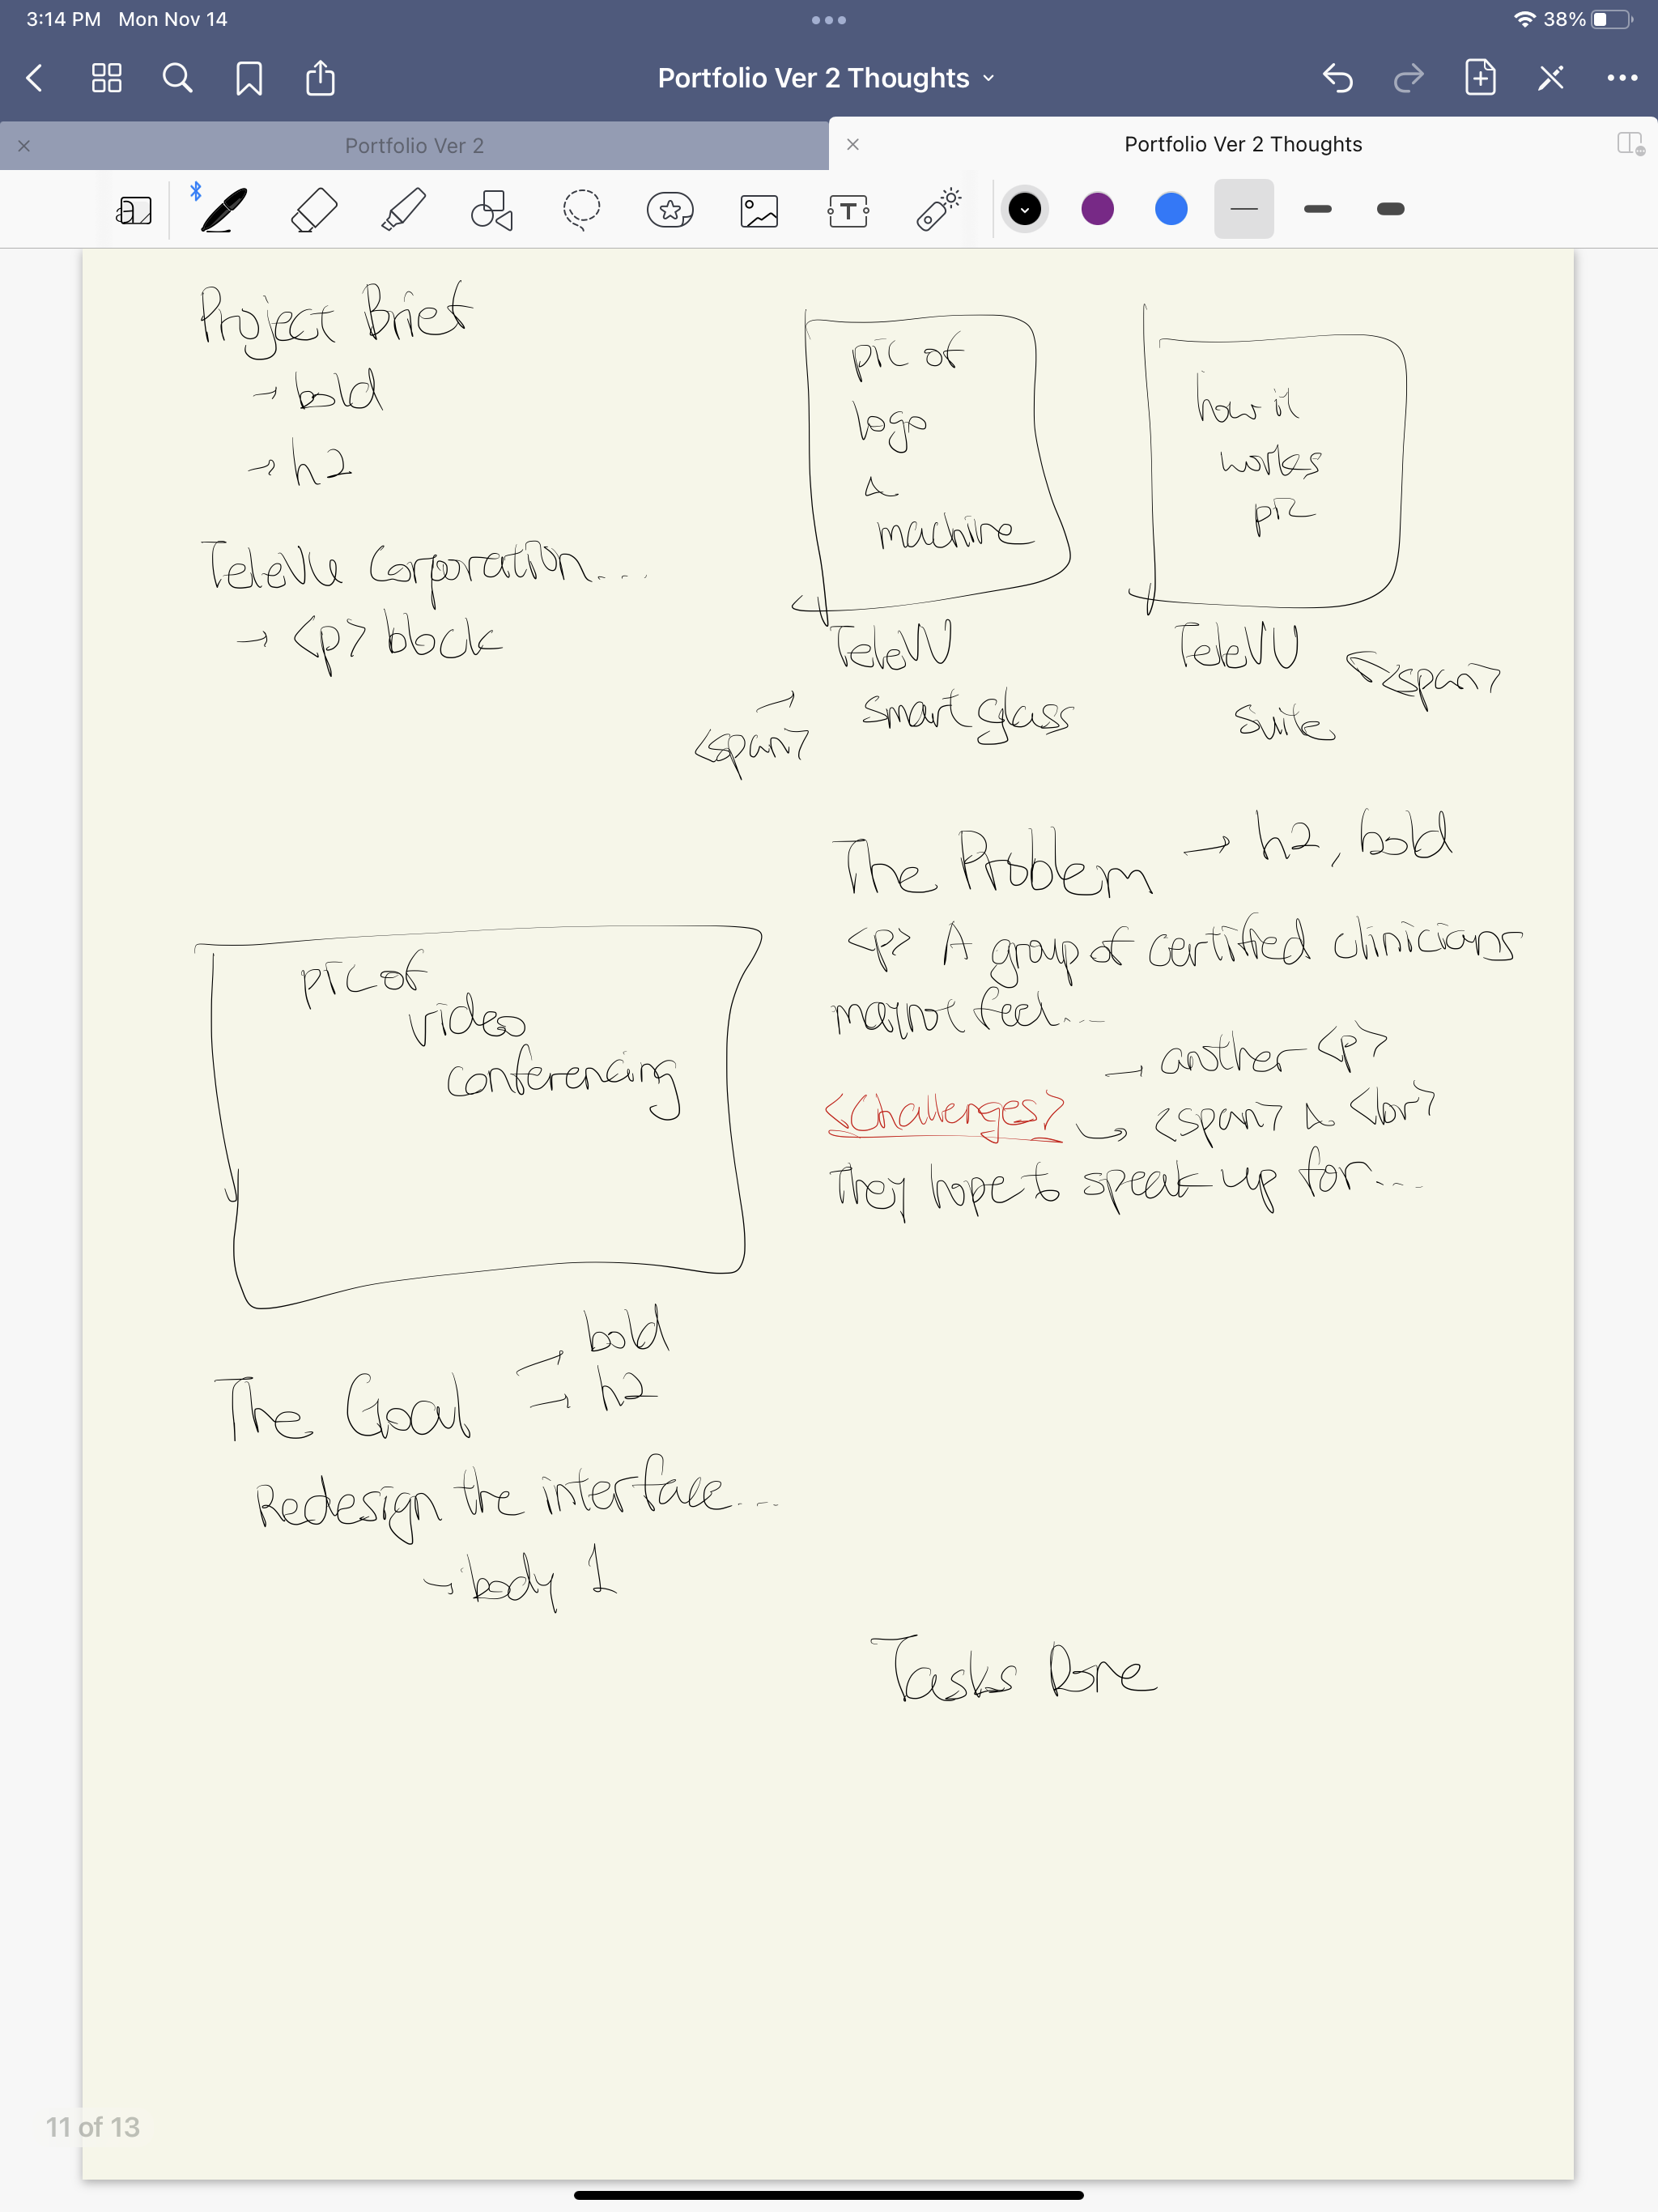 3:14 PM Mon Nov 14
38%
Portfolio Ver 2 Thoughts
Portfolio Ver 2
Portfolio Ver 2 Thoughts
Project Brief
→ bold
→ h2
TeleVU Corporation....
→ <p> block
pic of
logo
&
machine
TeleVU
smart glass
<span>
how it
works
pic
TeleVU
suite
<span>
The Problem → h2, bold
<p> A group of certified clinicians
may not feel...
→ another <p>
<Challenges> → <span> & <br>
They hope to speak up for....
pic of
video
conferencing
The Goal → bold
→ h2
Redesign the interface....
→ body 1
Tasks Done
11 of 13